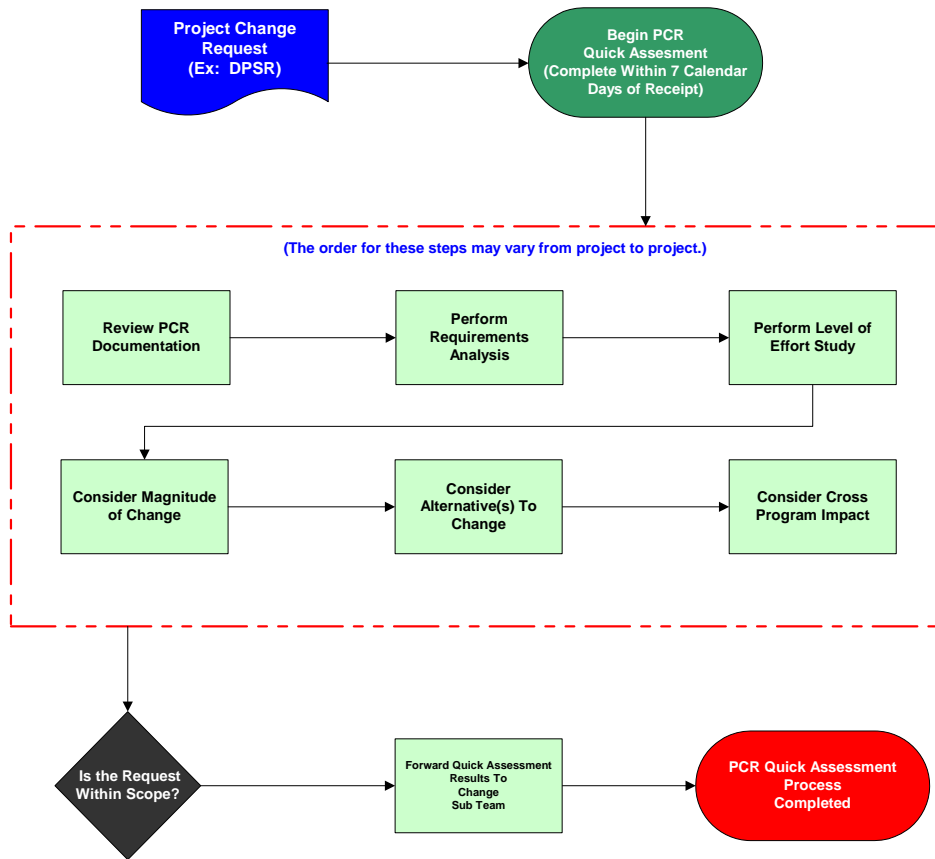 Project Change
Request
(Ex: DPSR)
Begin PCR
Quick Assesment
(Complete Within 7 Calendar
Days of Receipt)
(The order for these steps may vary from project to project.)
Review PCR
Documentation
Perform
Requirements
Analysis
Perform Level of
Effort Study
Consider Magnitude
of Change
Consider
Alternative(s) To
Change
Consider Cross
Program Impact
Is the Request
Within Scope?
Forward Quick Assessment
Results To
Change
Sub Team
PCR Quick Assessment
Process
Completed